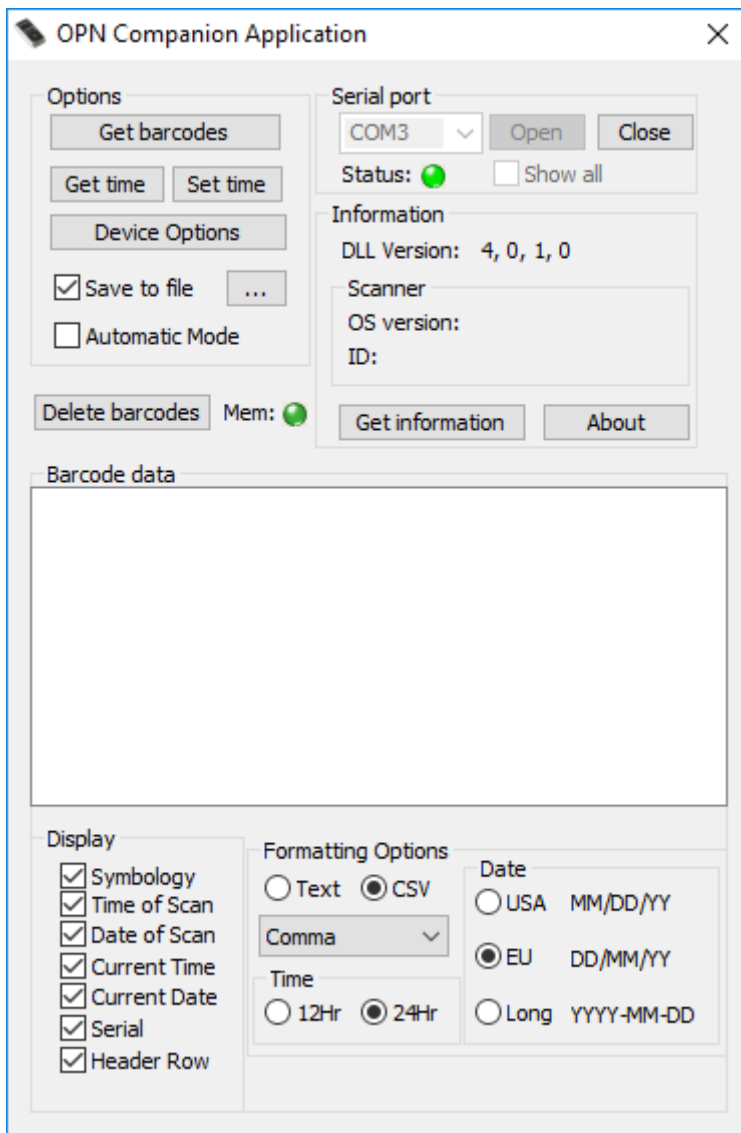 OPN Companion Application
Options
Get barcodes
Get time Set time
Device Options
Save to file ...
Automatic Mode
Delete barcodes Mem:
Serial port
COM3 Open Close
Status: Show all
Information
DLL Version: 4, 0, 1, 0
Scanner
OS version:
ID:
Get information About
Barcode data
Display
Symbology
Time of Scan
Date of Scan
Current Time
Current Date
Serial
Header Row
Formatting Options
Text CSV
Comma
Time
12Hr 24Hr
Date
USA MM/DD/YY
EU DD/MM/YY
Long YYYY-MM-DD